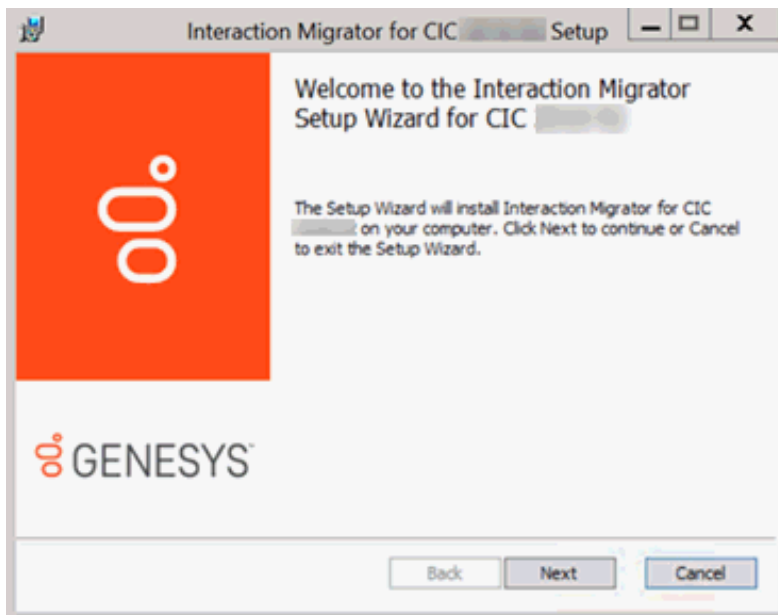 Interaction Migrator for CIC Setup
Welcome to the Interaction Migrator
Setup Wizard for CIC
The Setup Wizard will install Interaction Migrator for CIC
on your computer. Click Next to continue or Cancel
to exit the Setup Wizard.
GENESYS™
Back
Next
Cancel